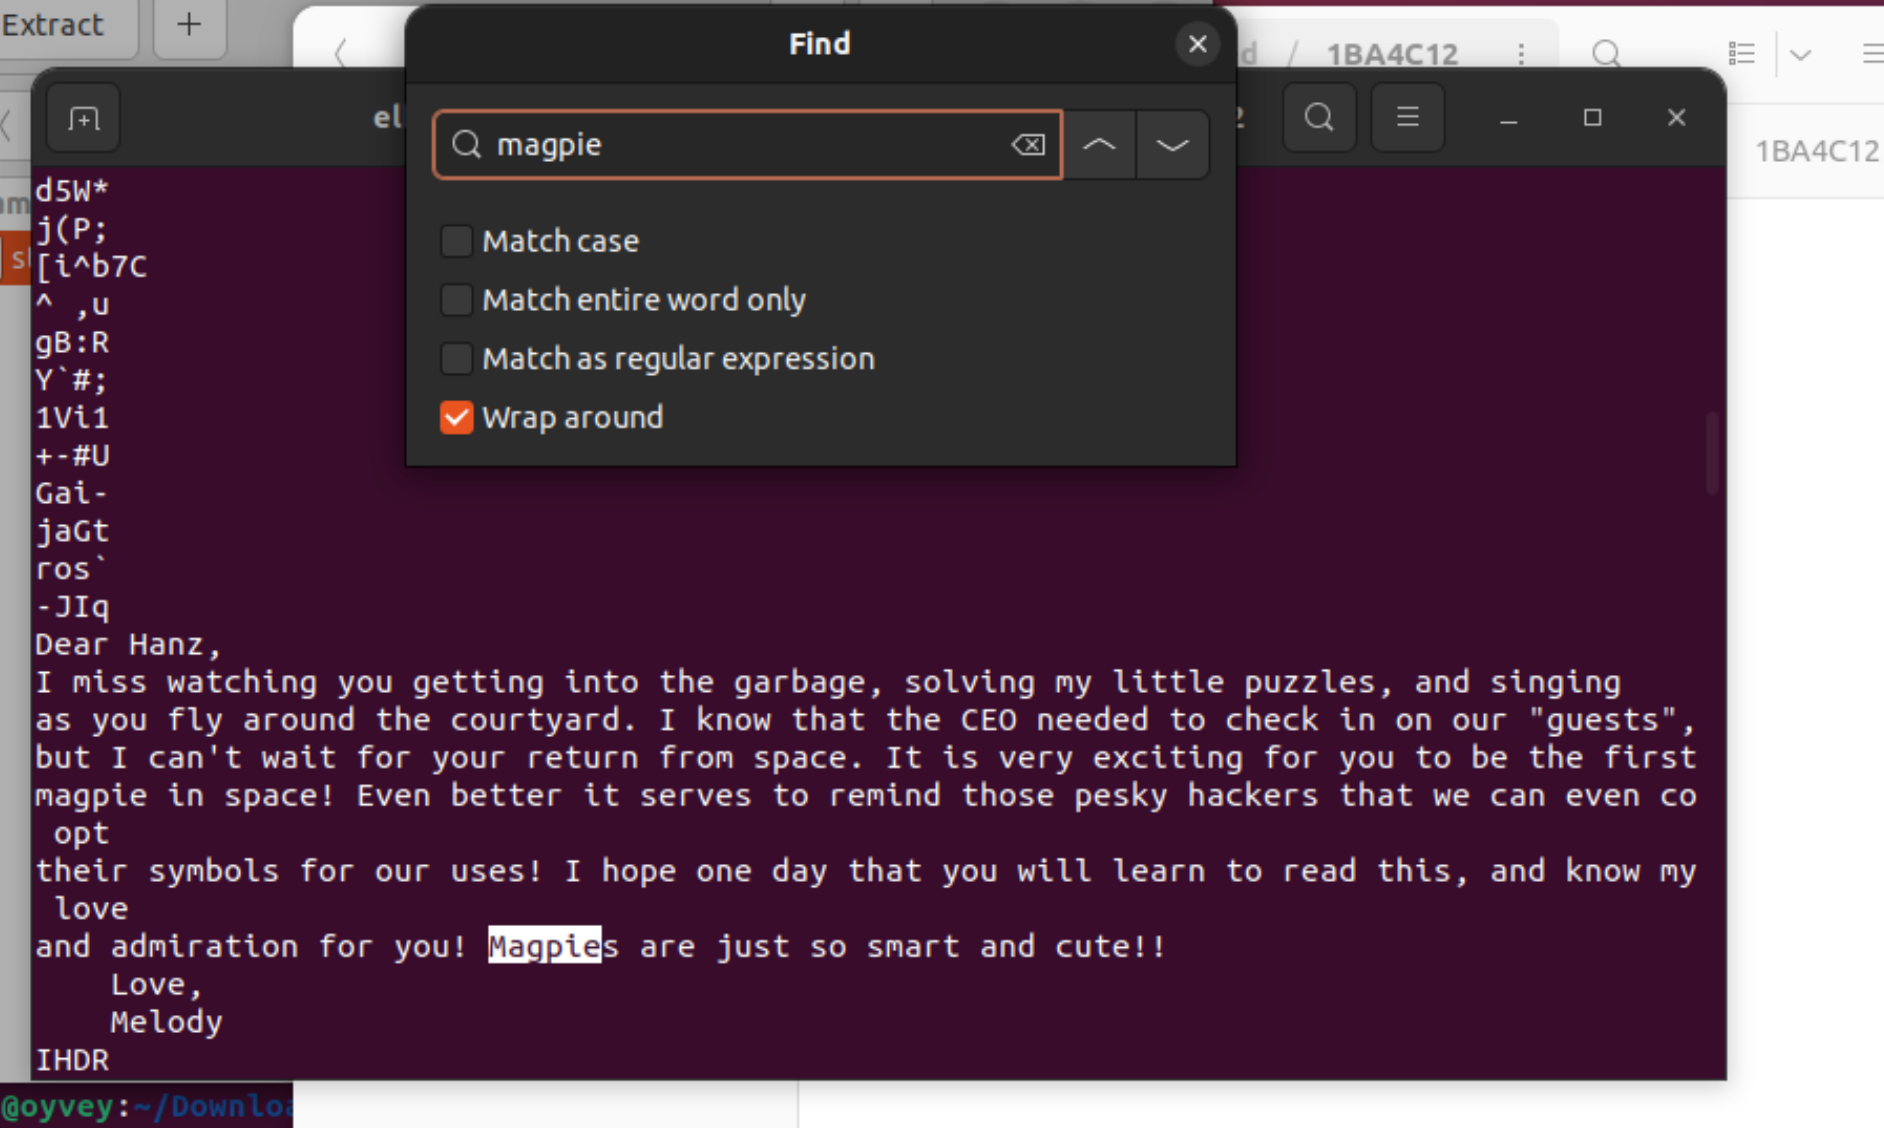 Extract
+
Find
d / 1BA4C12
magpie
1BA4C12
Match case
Match entire word only
Match as regular expression
Wrap around
d5W*
j(P;
[i^b7C
^ ,u
gB:R
Y`#;
1Vi1
+-#U
Gai-
jaGt
ros`
-JIq
Dear Hanz,
I miss watching you getting into the garbage, solving my little puzzles, and singing
as you fly around the courtyard. I know that the CEO needed to check in on our "guests",
but I can't wait for your return from space. It is very exciting for you to be the first
magpie in space! Even better it serves to remind those pesky hackers that we can even co
opt
their symbols for our uses! I hope one day that you will learn to read this, and know my
love
and admiration for you! Magpies are just so smart and cute!!
Love,
Melody
IHDR
@oyvey:~/Downloa